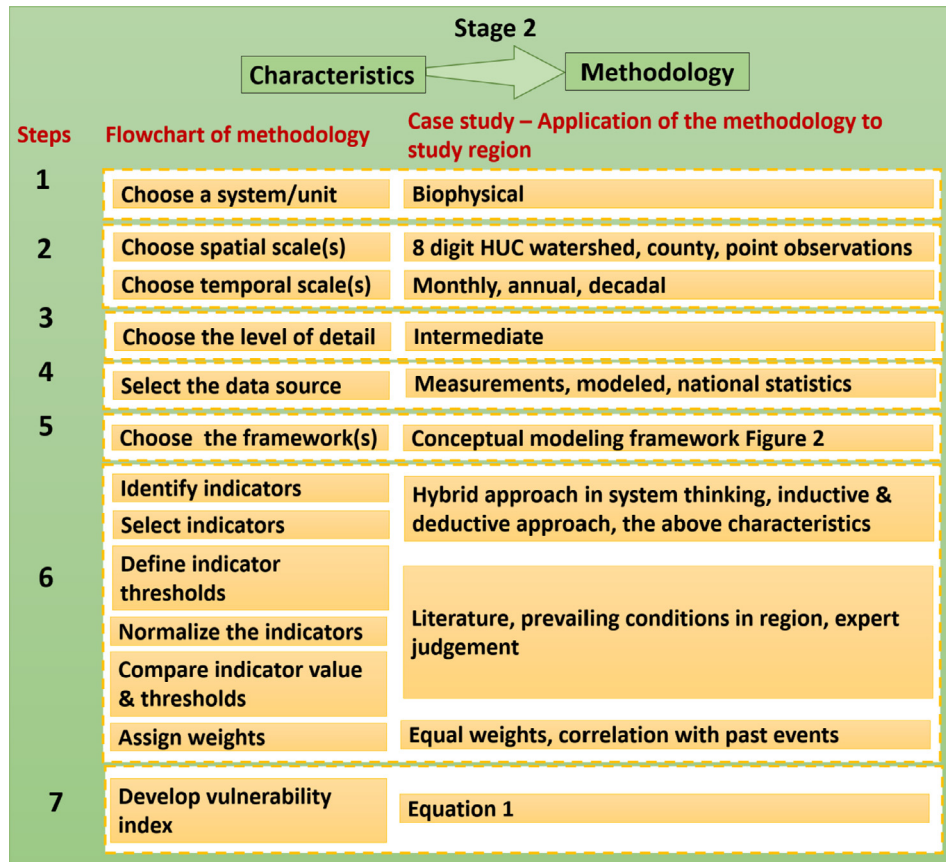 Stage 2
Characteristics
Methodology
Steps
Flowchart of methodology
Case study – Application of the methodology to
study region
1
Choose a system/unit
Biophysical
2
Choose spatial scale(s)
8 digit HUC watershed, county, point observations
Choose temporal scale(s)
Monthly, annual, decadal
3
Choose the level of detail
Intermediate
4
Select the data source
Measurements, modeled, national statistics
5
Choose the framework(s)
Conceptual modeling framework Figure 2
6
Identify indicators
Select indicators
Hybrid approach in system thinking, inductive &
deductive approach, the above characteristics
Define indicator
thresholds
Normalize the indicators
Compare indicator value
& thresholds
Literature, prevailing conditions in region, expert
judgement
Assign weights
Equal weights, correlation with past events
7
Develop vulnerability
index
Equation 1